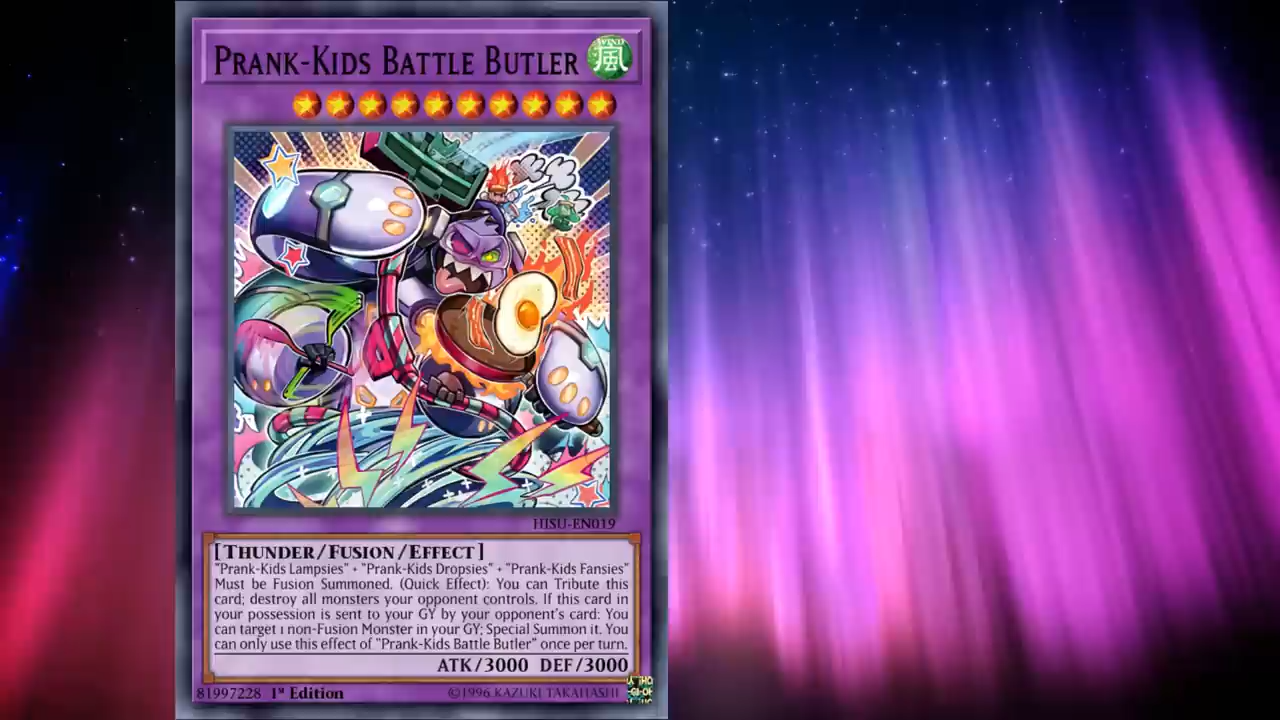 PRANK-KIDS BATTLE BUTLER
WIND
風
HISU-EN019
[THUNDER/FUSION/EFFECT]
"Prank-Kids Lampsies" + "Prank-Kids Dropsies" + "Prank-Kids Fansies"
Must be Fusion Summoned. (Quick Effect): You can Tribute this
card; destroy all monsters your opponent controls. If this card in
your possession is sent to your GY by your opponent's card: You
can target 1 non-Fusion Monster in your GY; Special Summon it. You
can only use this effect of "Prank-Kids Battle Butler" once per turn.
ATK/3000 DEF/3000
81997228 1st Edition
©1996 KAZUKI TAKAHASHI